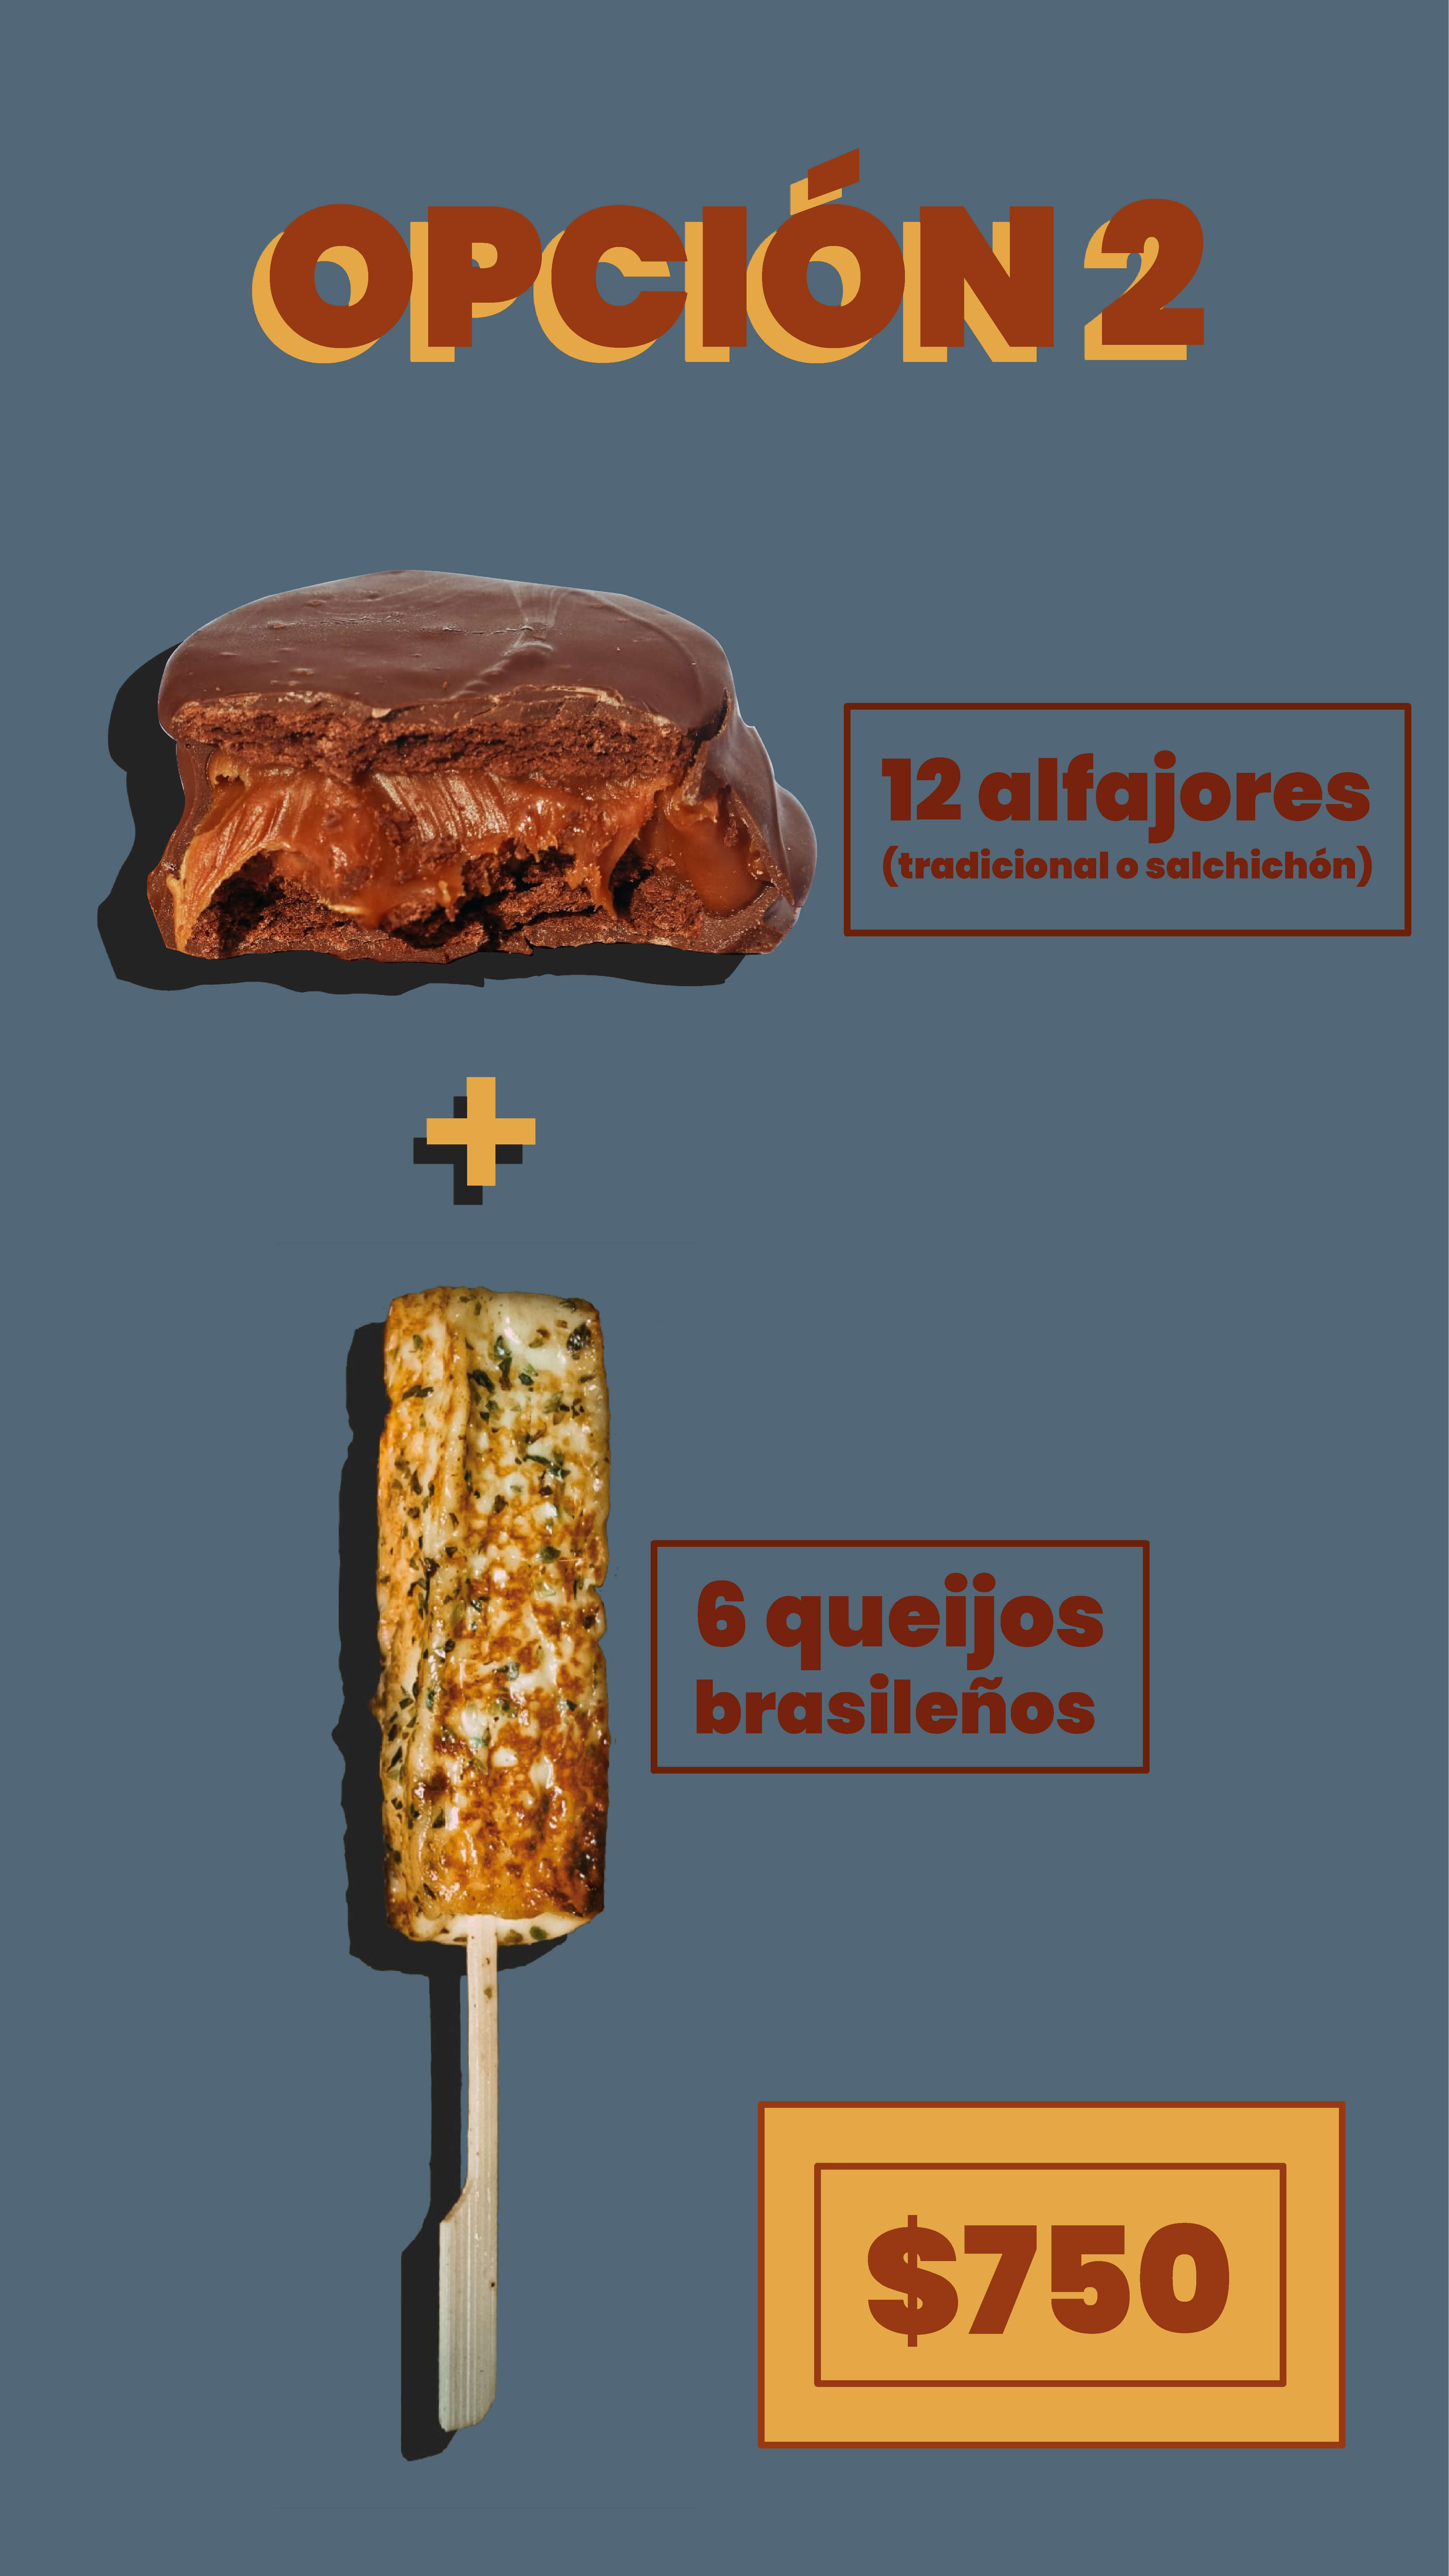 OPCIÓN 2
12 alfajores
(tradicional o salchichón)
+
6 queijos
brasileños
$750